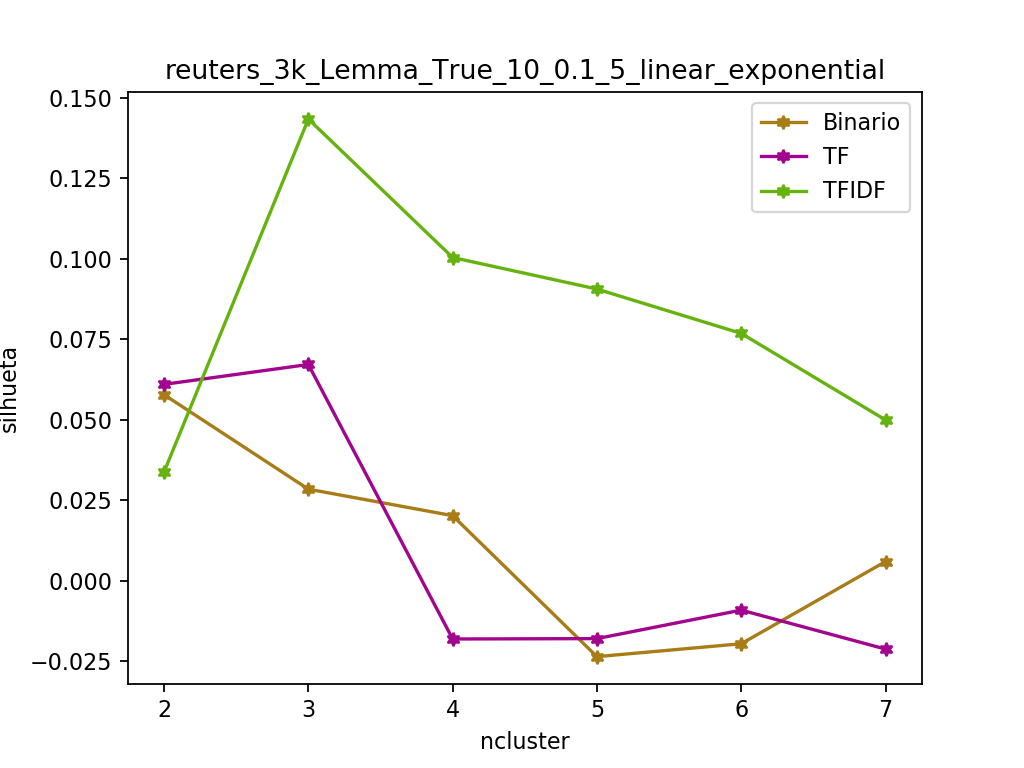 reuters_3k_Lemma_True_10_0.1_5_linear_exponential
0.150
0.125
0.100
0.075
0.050
0.025
0.000
−0.025
silhueta
Binario
TF
TFIDF
2 3 4 5 6 7
ncluster